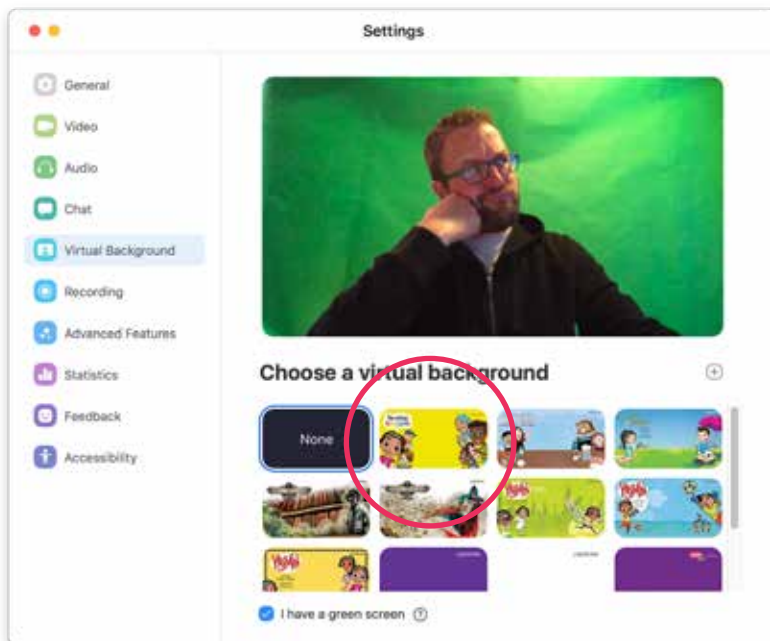 Settings
General
Video
Audio
Chat
Virtual Background
Recording
Advanced Features
Statistics
Feedback
Accessibility
Choose a virtual background
None
I have a green screen